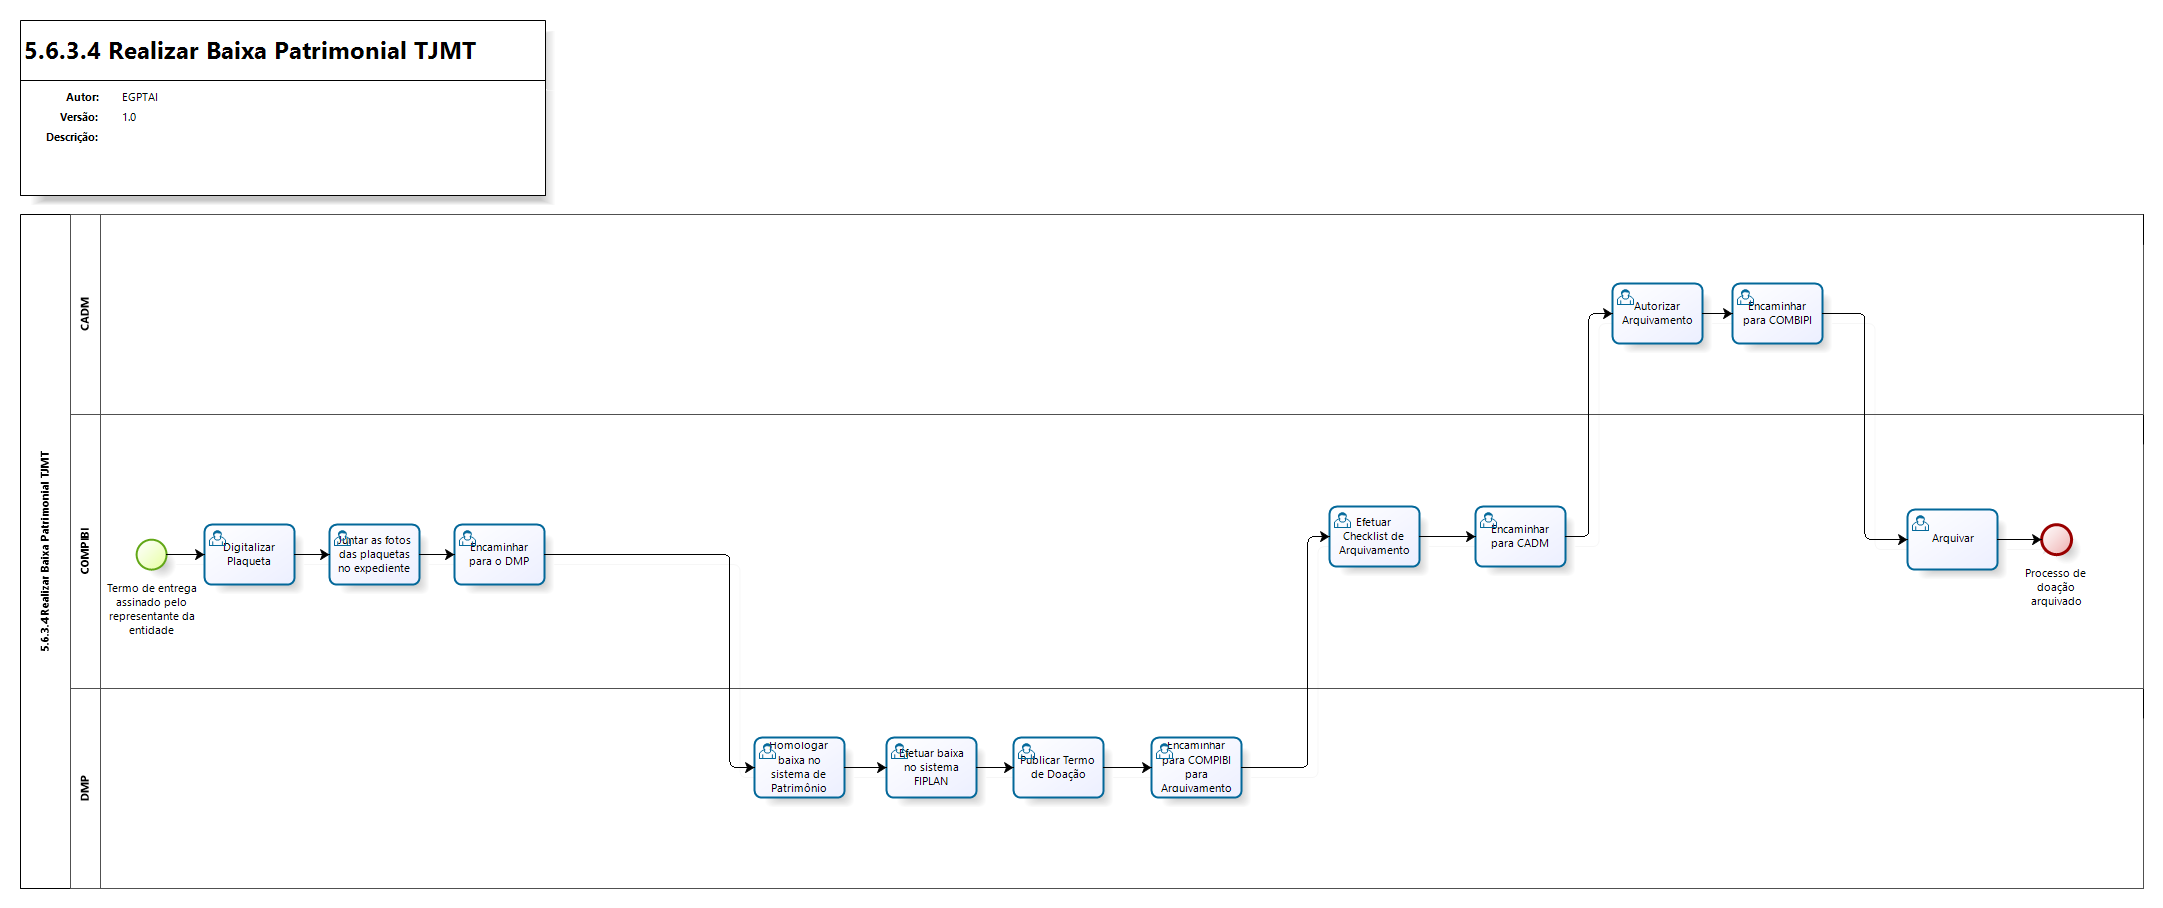 5.6.3.4 Realizar Baixa Patrimonial TJMT
Autor: EGPTAI
Versão: 1.0
Descrição:
5.6.3.4 Realizar Baixa Patrimonial TJMT
CADM
Autorizar
Arquivamento
Encaminhar
para COMBIPI
COMPIBI
Termo de entrega
assinado pelo
representante da
entidade
Digitalizar
Plaqueta
Juntar as fotos
das plaquetas
no expediente
Encaminhar
para o DMP
Efetuar
Checklist de
Arquivamento
Encaminhar
para CADM
Arquivar
Processo de
doação
arquivado
DMP
Homologar
baixa no
sistema de
Patrimônio
Efetuar baixa
no sistema
FIPLAN
Publicar Termo
de Doação
Encaminhar
para COMPIBI
para
Arquivamento